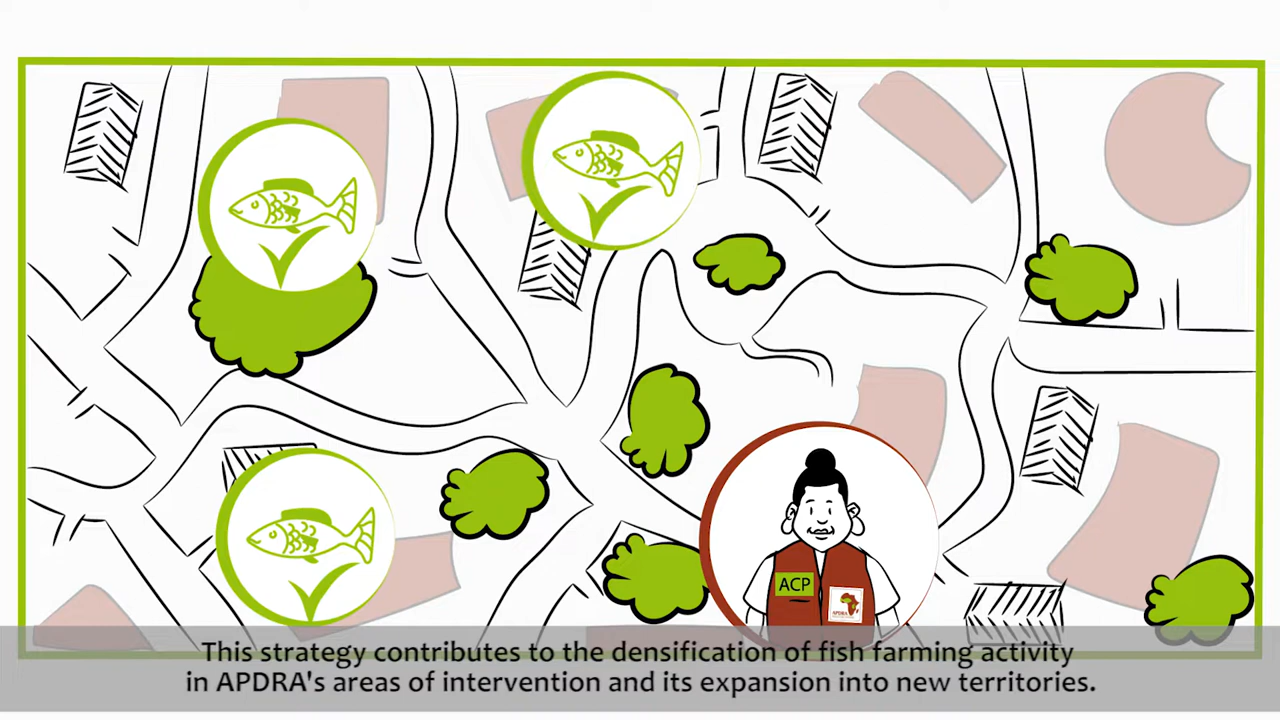 ACP
APDRA
This strategy contributes to the densification of fish farming activity
in APDRA's areas of intervention and its expansion into new territories.